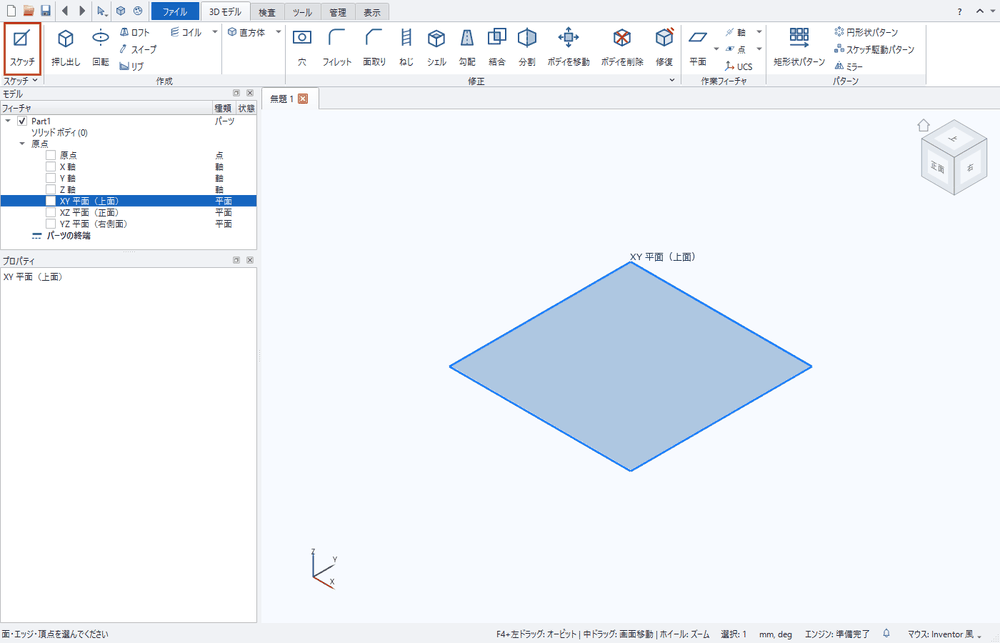 ファイル 3D モデル 検査 ツール 管理 表示 ?
スケッチ 押し出し 回転 ロフト スイープ リブ コイル 直方体 穴 フィレット 面取り ねじ シェル 勾配 結合 分割 ボディを移動 ボディを削除 修復 平面 軸 点 UCS 矩形状パターン 円形状パターン スケッチ駆動パターン ミラー
スケッチ 作成 修正 作業フィーチャ パターン
モデル
無題 1
フィーチャ 種類 状態
Part1 パーツ
ソリッド ボディ (0)
原点
原点 点
X 軸 軸
Y 軸 軸
Z 軸 軸
XY 平面（上面） 平面
XZ 平面（正面） 平面
YZ 平面（右側面） 平面
パーツの終端
プロパティ
XY 平面（上面）
上
正面 右
XY 平面（上面）
Z
Y
X
面・エッジ・頂点を選んでください F4+左ドラッグ: オービット | 中ドラッグ: 画面移動 | ホイール: ズーム 選択: 1 mm, deg エンジン: 準備完了 マウス: Inventor 風